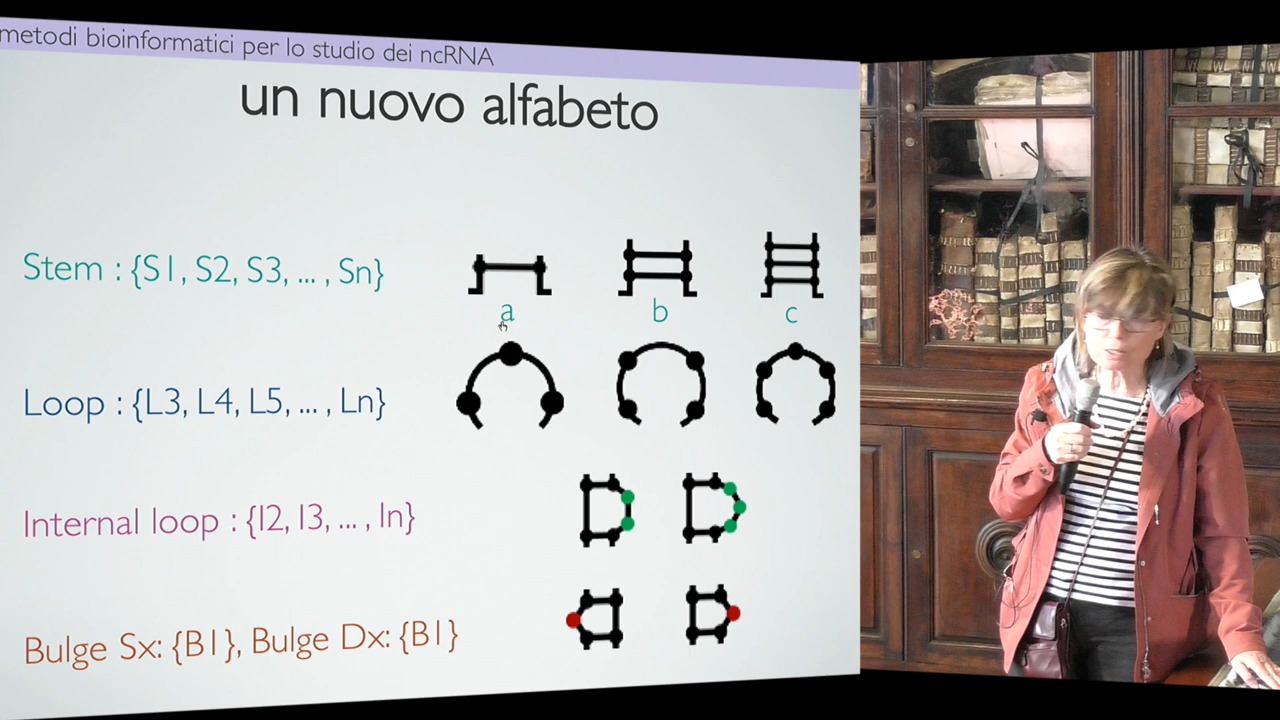 metodi bioinformatici per lo studio dei ncRNA
un nuovo alfabeto
Stem : {S1, S2, S3, ... , Sn}
a b c
Loop : {L3, L4, L5, ... , Ln}
Internal loop : {I2, I3, ... , In}
Bulge Sx: {B1}, Bulge Dx: {B1}